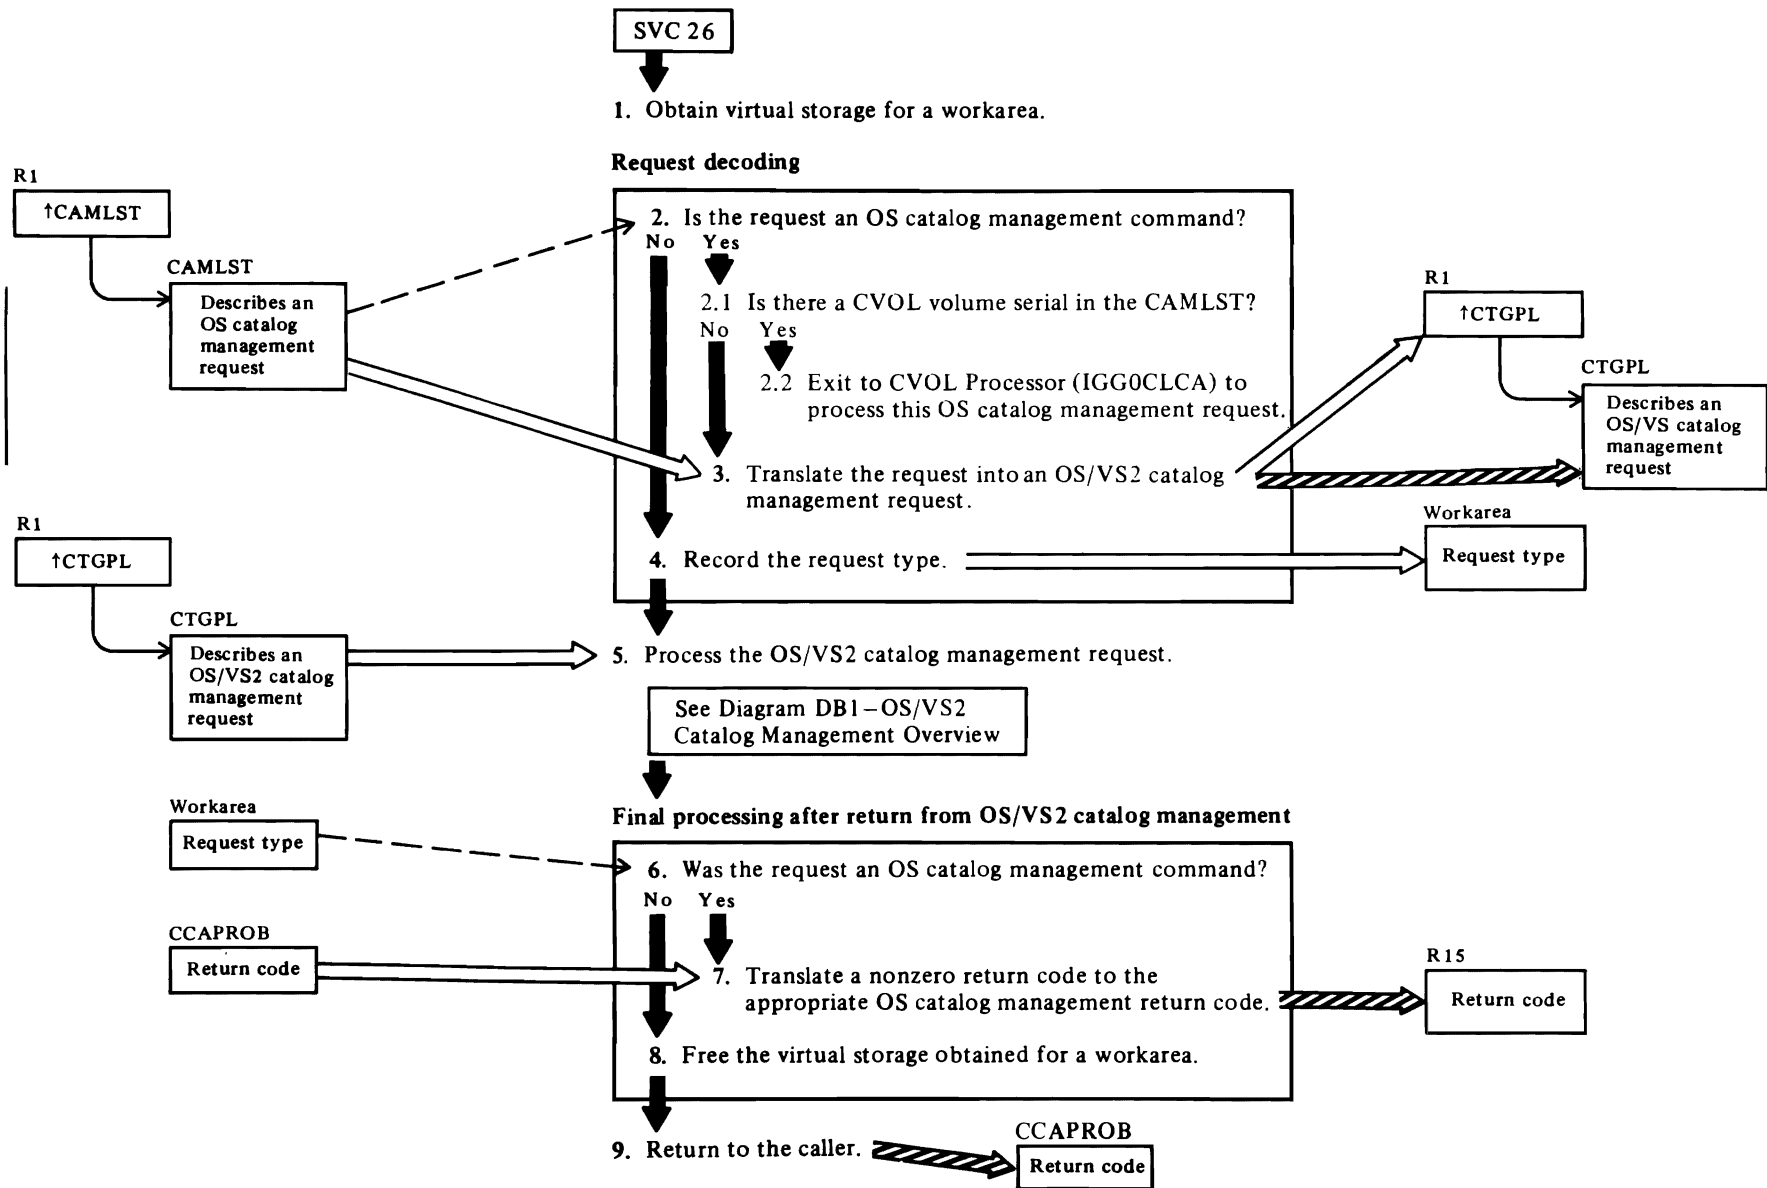 SVC 26
1. Obtain virtual storage for a workarea.
Request decoding
R1
↑CAMLST
CAMLST
Describes an
OS catalog
management
request
2. Is the request an OS catalog management command?
No Yes
2.1 Is there a CVOL volume serial in the CAMLST?
No Yes
2.2 Exit to CVOL Processor (IGG0CLCA) to
process this OS catalog management request.
3. Translate the request into an OS/VS2 catalog
management request.
R1
↑CTGPL
CTGPL
Describes an
OS/VS catalog
management
request
4. Record the request type.
Workarea
Request type
R1
↑CTGPL
CTGPL
Describes an
OS/VS2 catalog
management
request
5. Process the OS/VS2 catalog management request.
See Diagram DB1–OS/VS2
Catalog Management Overview
Final processing after return from OS/VS2 catalog management
Workarea
Request type
6. Was the request an OS catalog management command?
No Yes
CCAPROB
Return code
7. Translate a nonzero return code to the
appropriate OS catalog management return code.
R15
Return code
8. Free the virtual storage obtained for a workarea.
9. Return to the caller.
CCAPROB
Return code